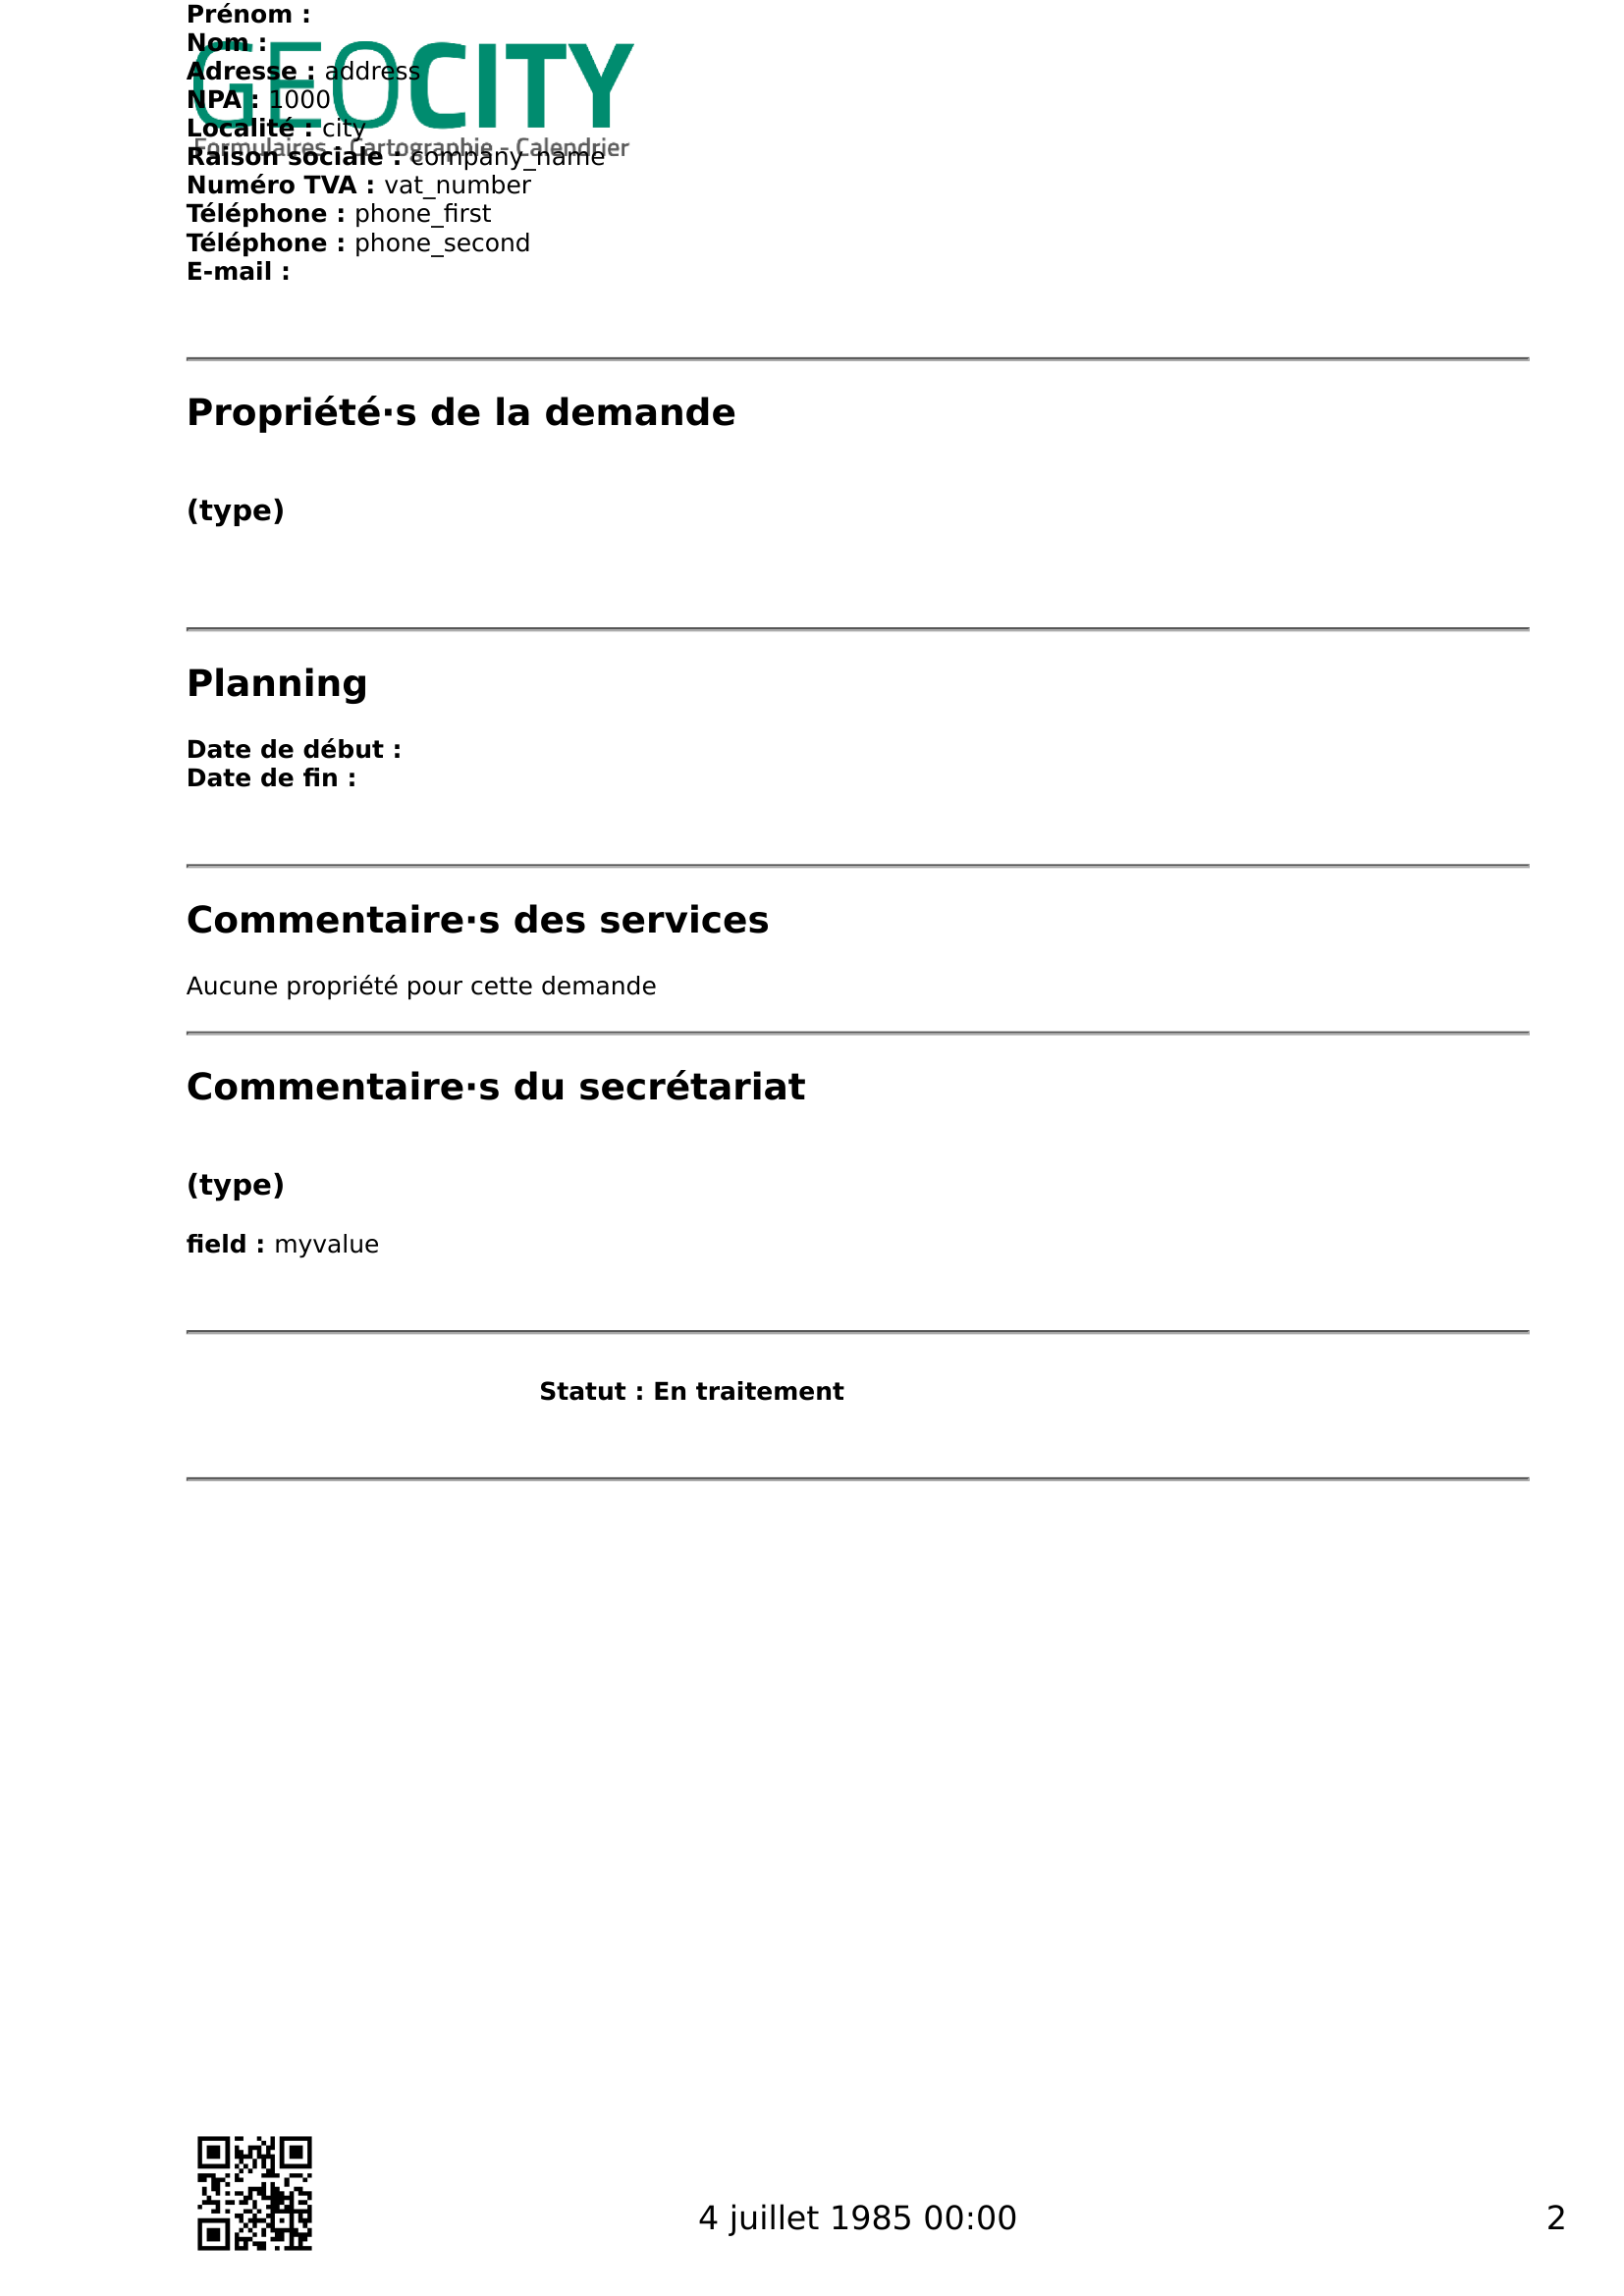 Prénom :
Nom :
GEOCITY
Adresse : address
NPA : 1000
Localité : city
Formulaires - Cartographie - Calendrier
Raison sociale : company_name
Numéro TVA : vat_number
Téléphone : phone_first
Téléphone : phone_second
E-mail :
Propriété·s de la demande
(type)
Planning
Date de début :
Date de fin :
Commentaire·s des services
Aucune propriété pour cette demande
Commentaire·s du secrétariat
(type)
field : myvalue
Statut : En traitement
4 juillet 1985 00:00
2